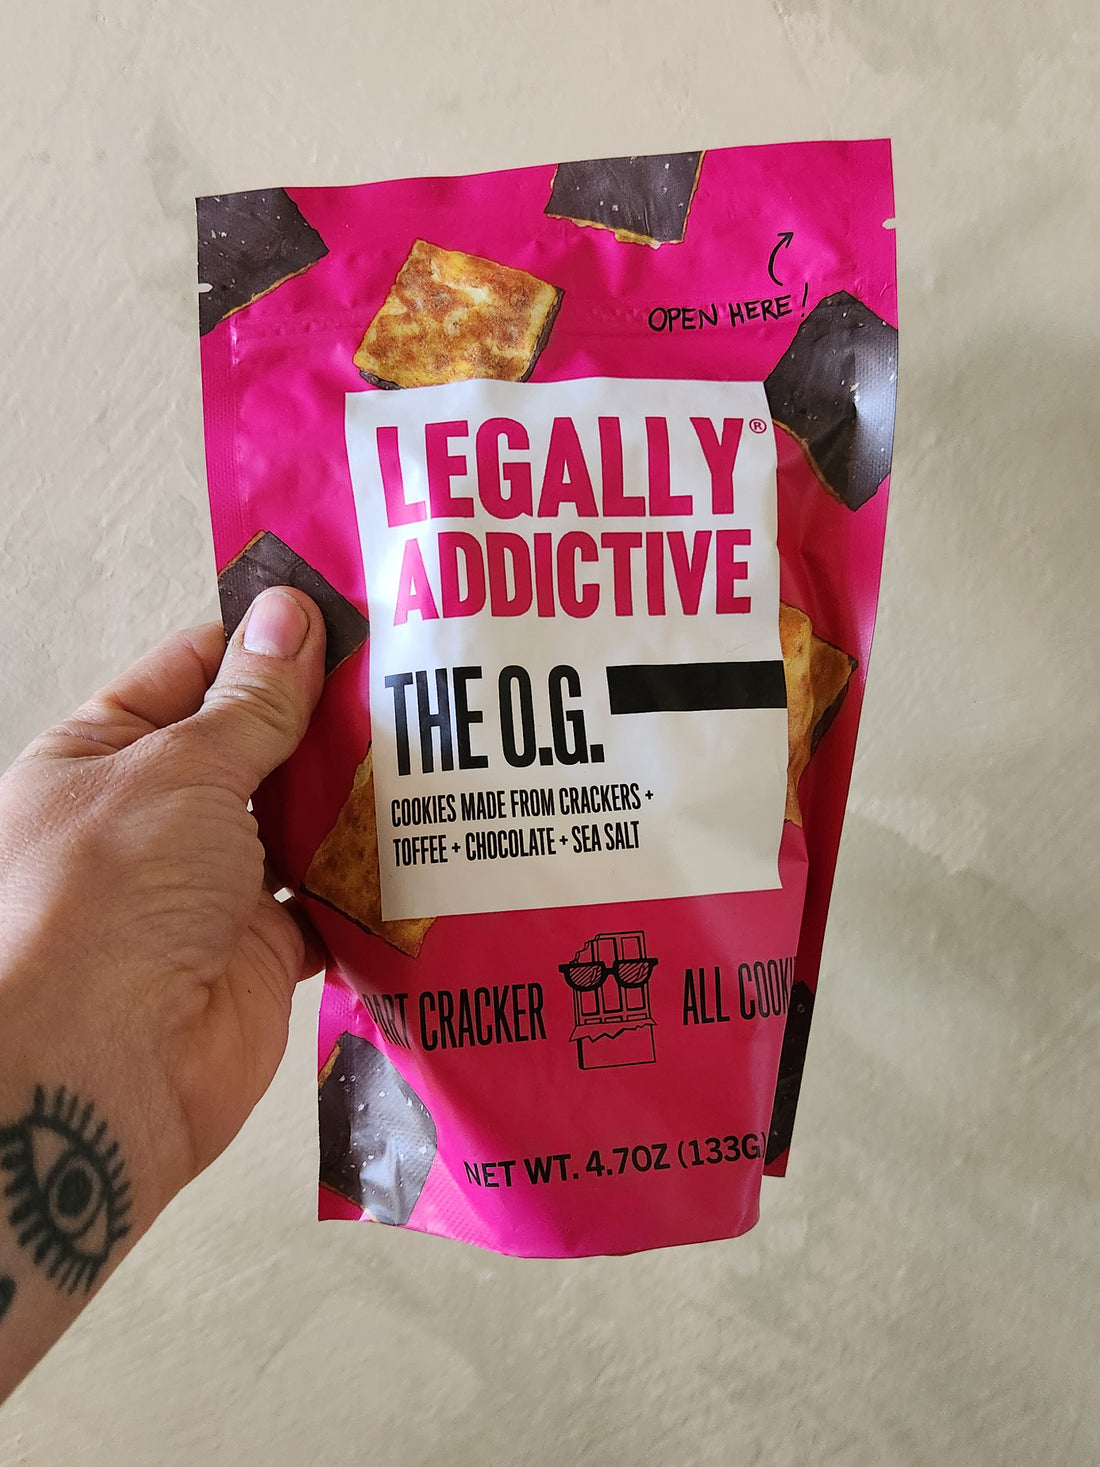 OPEN HERE!
LEGALLY®
ADDICTIVE
THE O.G.
COOKIES MADE FROM CRACKERS +
TOFFEE + CHOCOLATE + SEA SALT
CRACKER ALL
NET WT. 4.7OZ (133G)